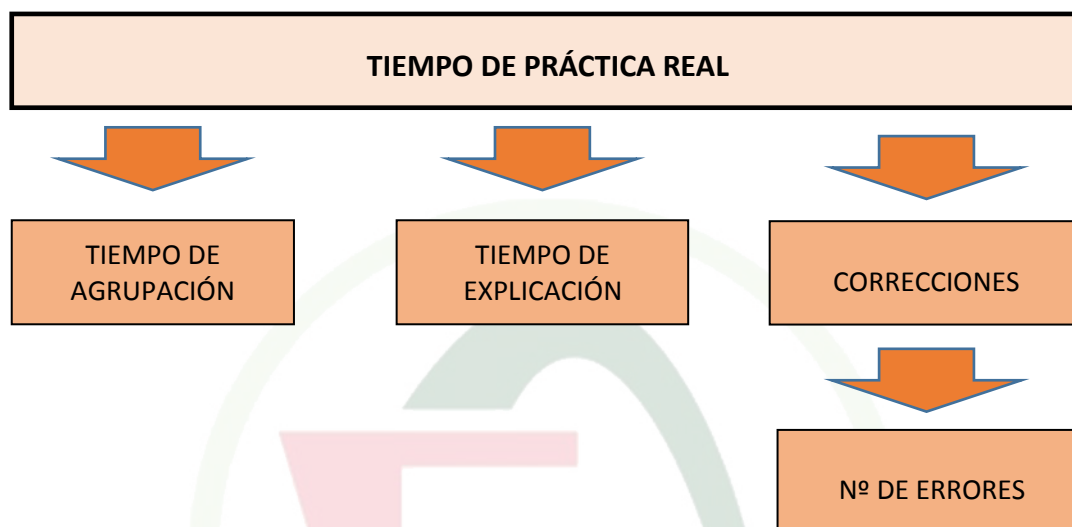 TIEMPO DE PRÁCTICA REAL
TIEMPO DE
AGRUPACIÓN
TIEMPO DE
EXPLICACIÓN
CORRECCIONES
Nº DE ERRORES